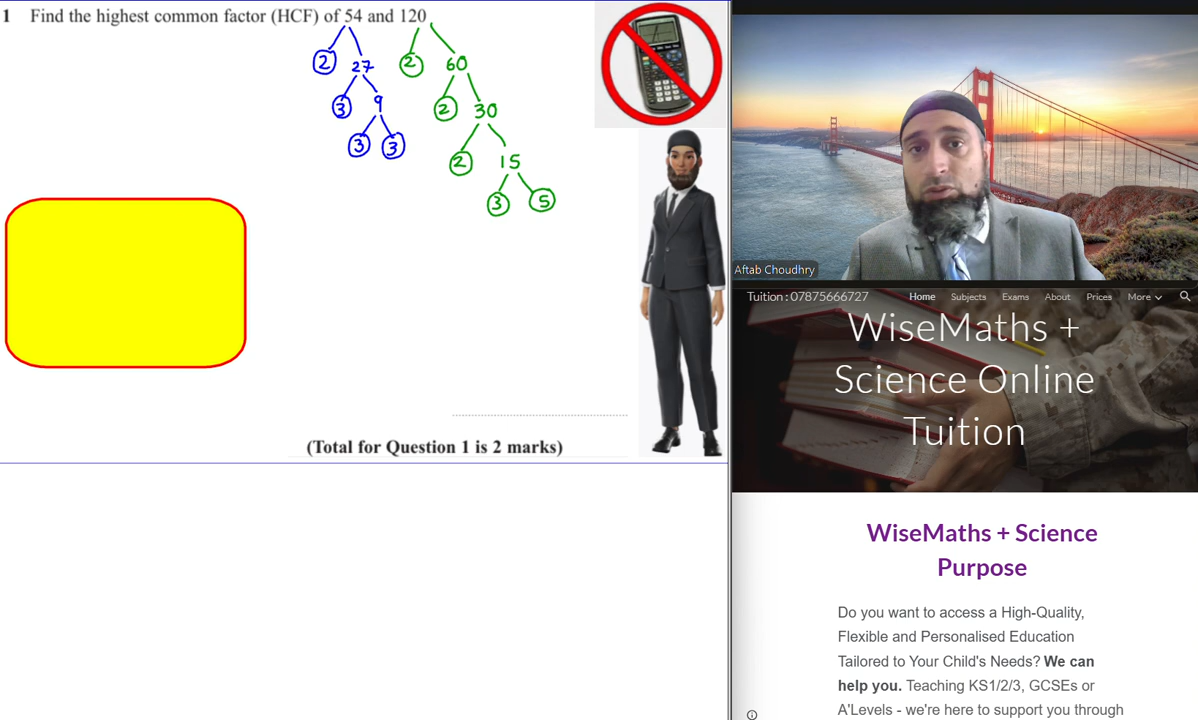 1 Find the highest common factor (HCF) of 54 and 120
2 27 2 60
3 9 2 30
3 3 2 15
3 5
(Total for Question 1 is 2 marks)
Aftab Choudhry
Tuition : 07875666727 Home Subjects Exams About Prices More
WiseMaths +
Science Online
Tuition
WiseMaths + Science
Purpose
Do you want to access a High-Quality,
Flexible and Personalised Education
Tailored to Your Child's Needs? We can
help you. Teaching KS1/2/3, GCSEs or
A'Levels - we're here to support you through